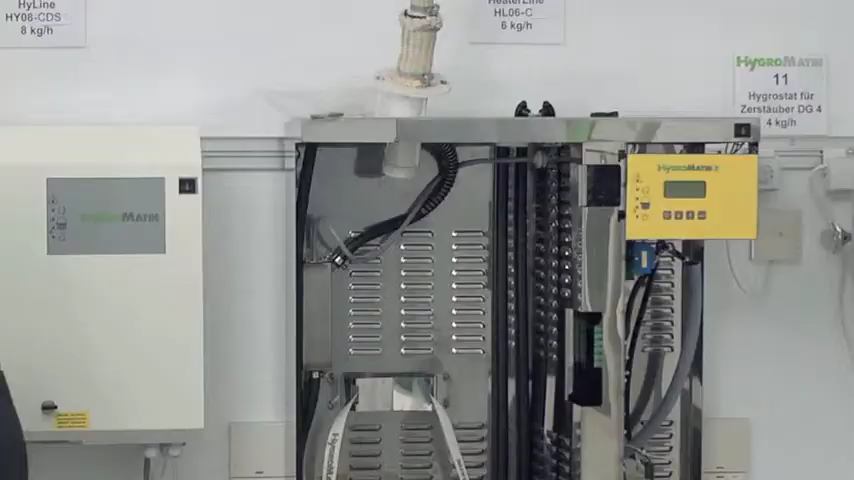 HyLine
HY08-CDS
8 kg/h
HeaterLine
HL06-C
6 kg/h
HYGROMATIK
11
Hygrostat für
Zerstäuber DG 4
4 kg/h
HYGROMATIK
HYGROMATIK